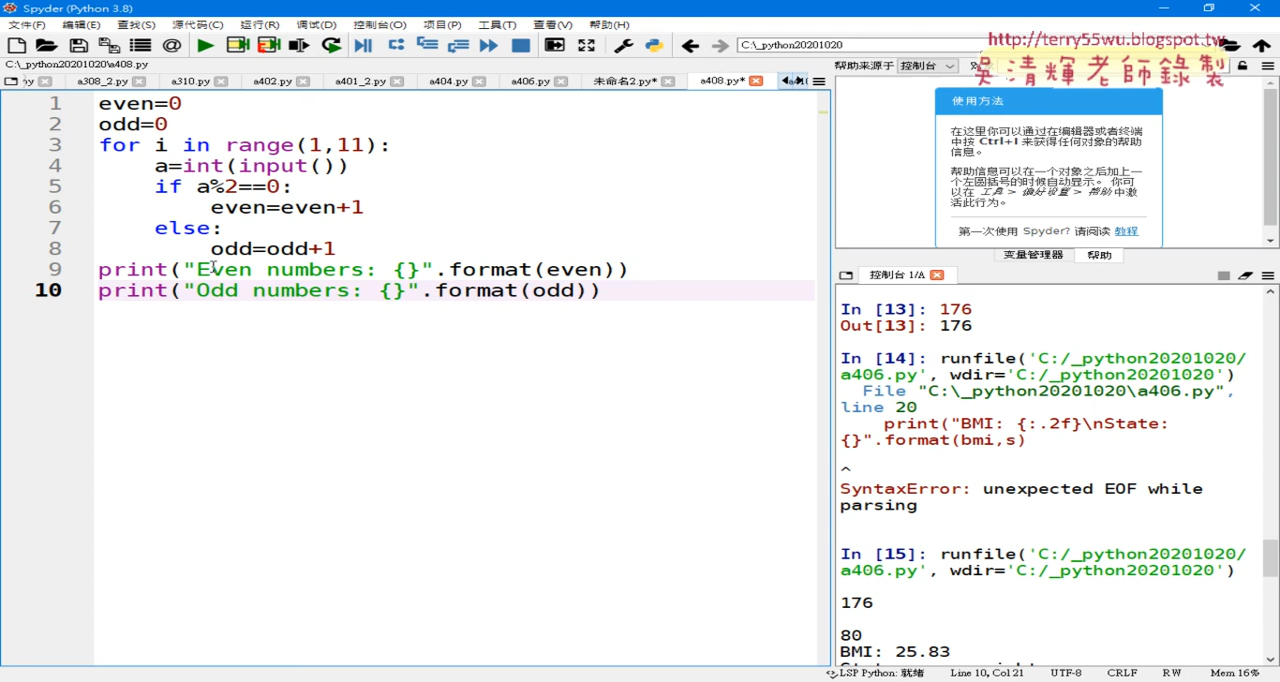 Spyder (Python 3.8)
文件(F) 编辑(E) 查找(S) 源代码(C) 运行(R) 调试(D) 控制台(O) 项目(P) 工具(T) 查看(V) 帮助(H)
C:\_python20201020
http://terry55wu.blogspot.tw
吳清輝老師錄製
C:\_python20201020\a408.py
帮助来源于 控制台
a308_2.py a310.py a402.py a401_2.py a404.py a406.py 未命名2.py* a408.py*
1 even=0
2 odd=0
3 for i in range(1,11):
4 a=int(input())
5 if a%2==0:
6 even=even+1
7 else:
8 odd=odd+1
9 print("Even numbers: {}".format(even))
10 print("Odd numbers: {}".format(odd))
使用方法
在这里你可以通过在编辑器或者终端
中按 Ctrl+I 来获得任何对象的帮助
信息。
帮助信息可以在一个对象之后加上一
个左圆括号的时候自动显示。 你可
以在 工具 > 偏好设置 > 帮助 中激
活此行为。
第一次使用 Spyder? 请阅读 教程
变量管理器 帮助
控制台 1/A
In [13]: 176
Out[13]: 176
In [14]: runfile('C:/_python20201020/
a406.py', wdir='C:/_python20201020')
File "C:\_python20201020\a406.py",
line 20
print("BMI: {:.2f}\nState:
{}".format(bmi,s)
^
SyntaxError: unexpected EOF while
parsing
In [15]: runfile('C:/_python20201020/
a406.py', wdir='C:/_python20201020')
176
80
BMI: 25.83
LSP Python: 就绪 Line 10, Col 21 UTF-8 CRLF RW Mem 16%